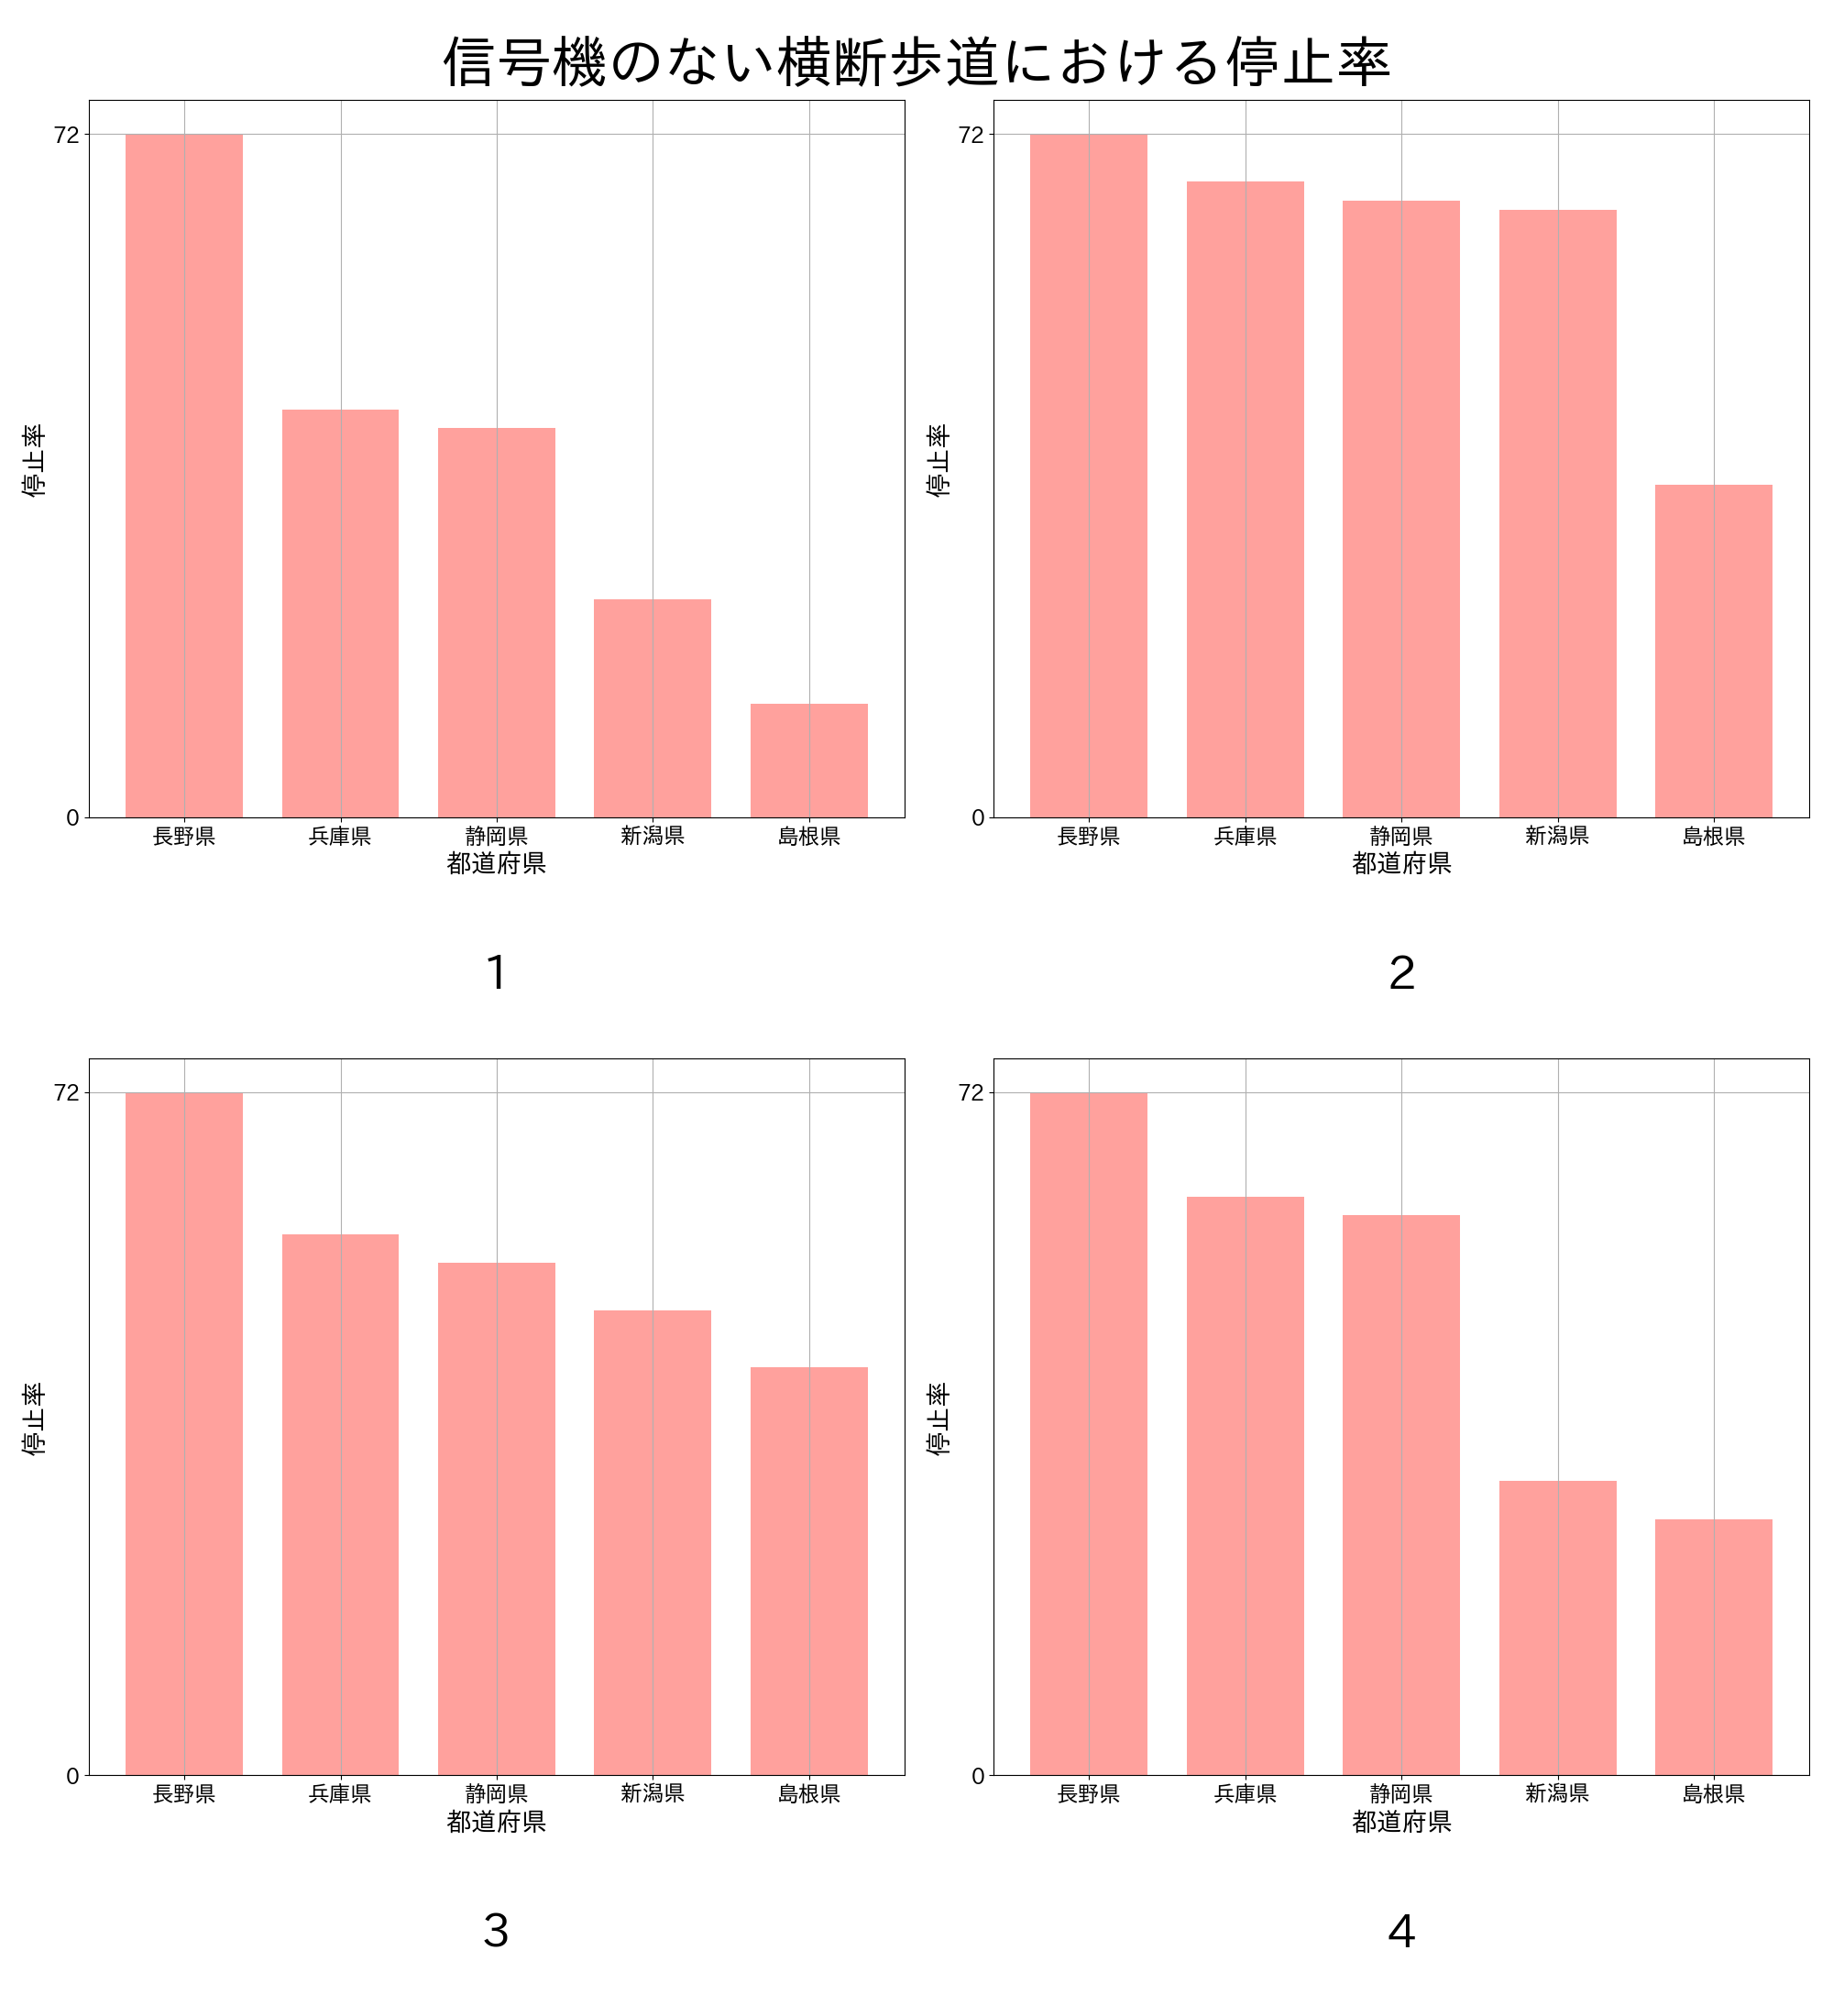 信号機のない横断歩道における停止率
72
0
停止率
長野県 兵庫県 静岡県 新潟県 島根県
都道府県
1
72
0
停止率
長野県 兵庫県 静岡県 新潟県 島根県
都道府県
2
72
0
停止率
長野県 兵庫県 静岡県 新潟県 島根県
都道府県
3
72
0
停止率
長野県 兵庫県 静岡県 新潟県 島根県
都道府県
4